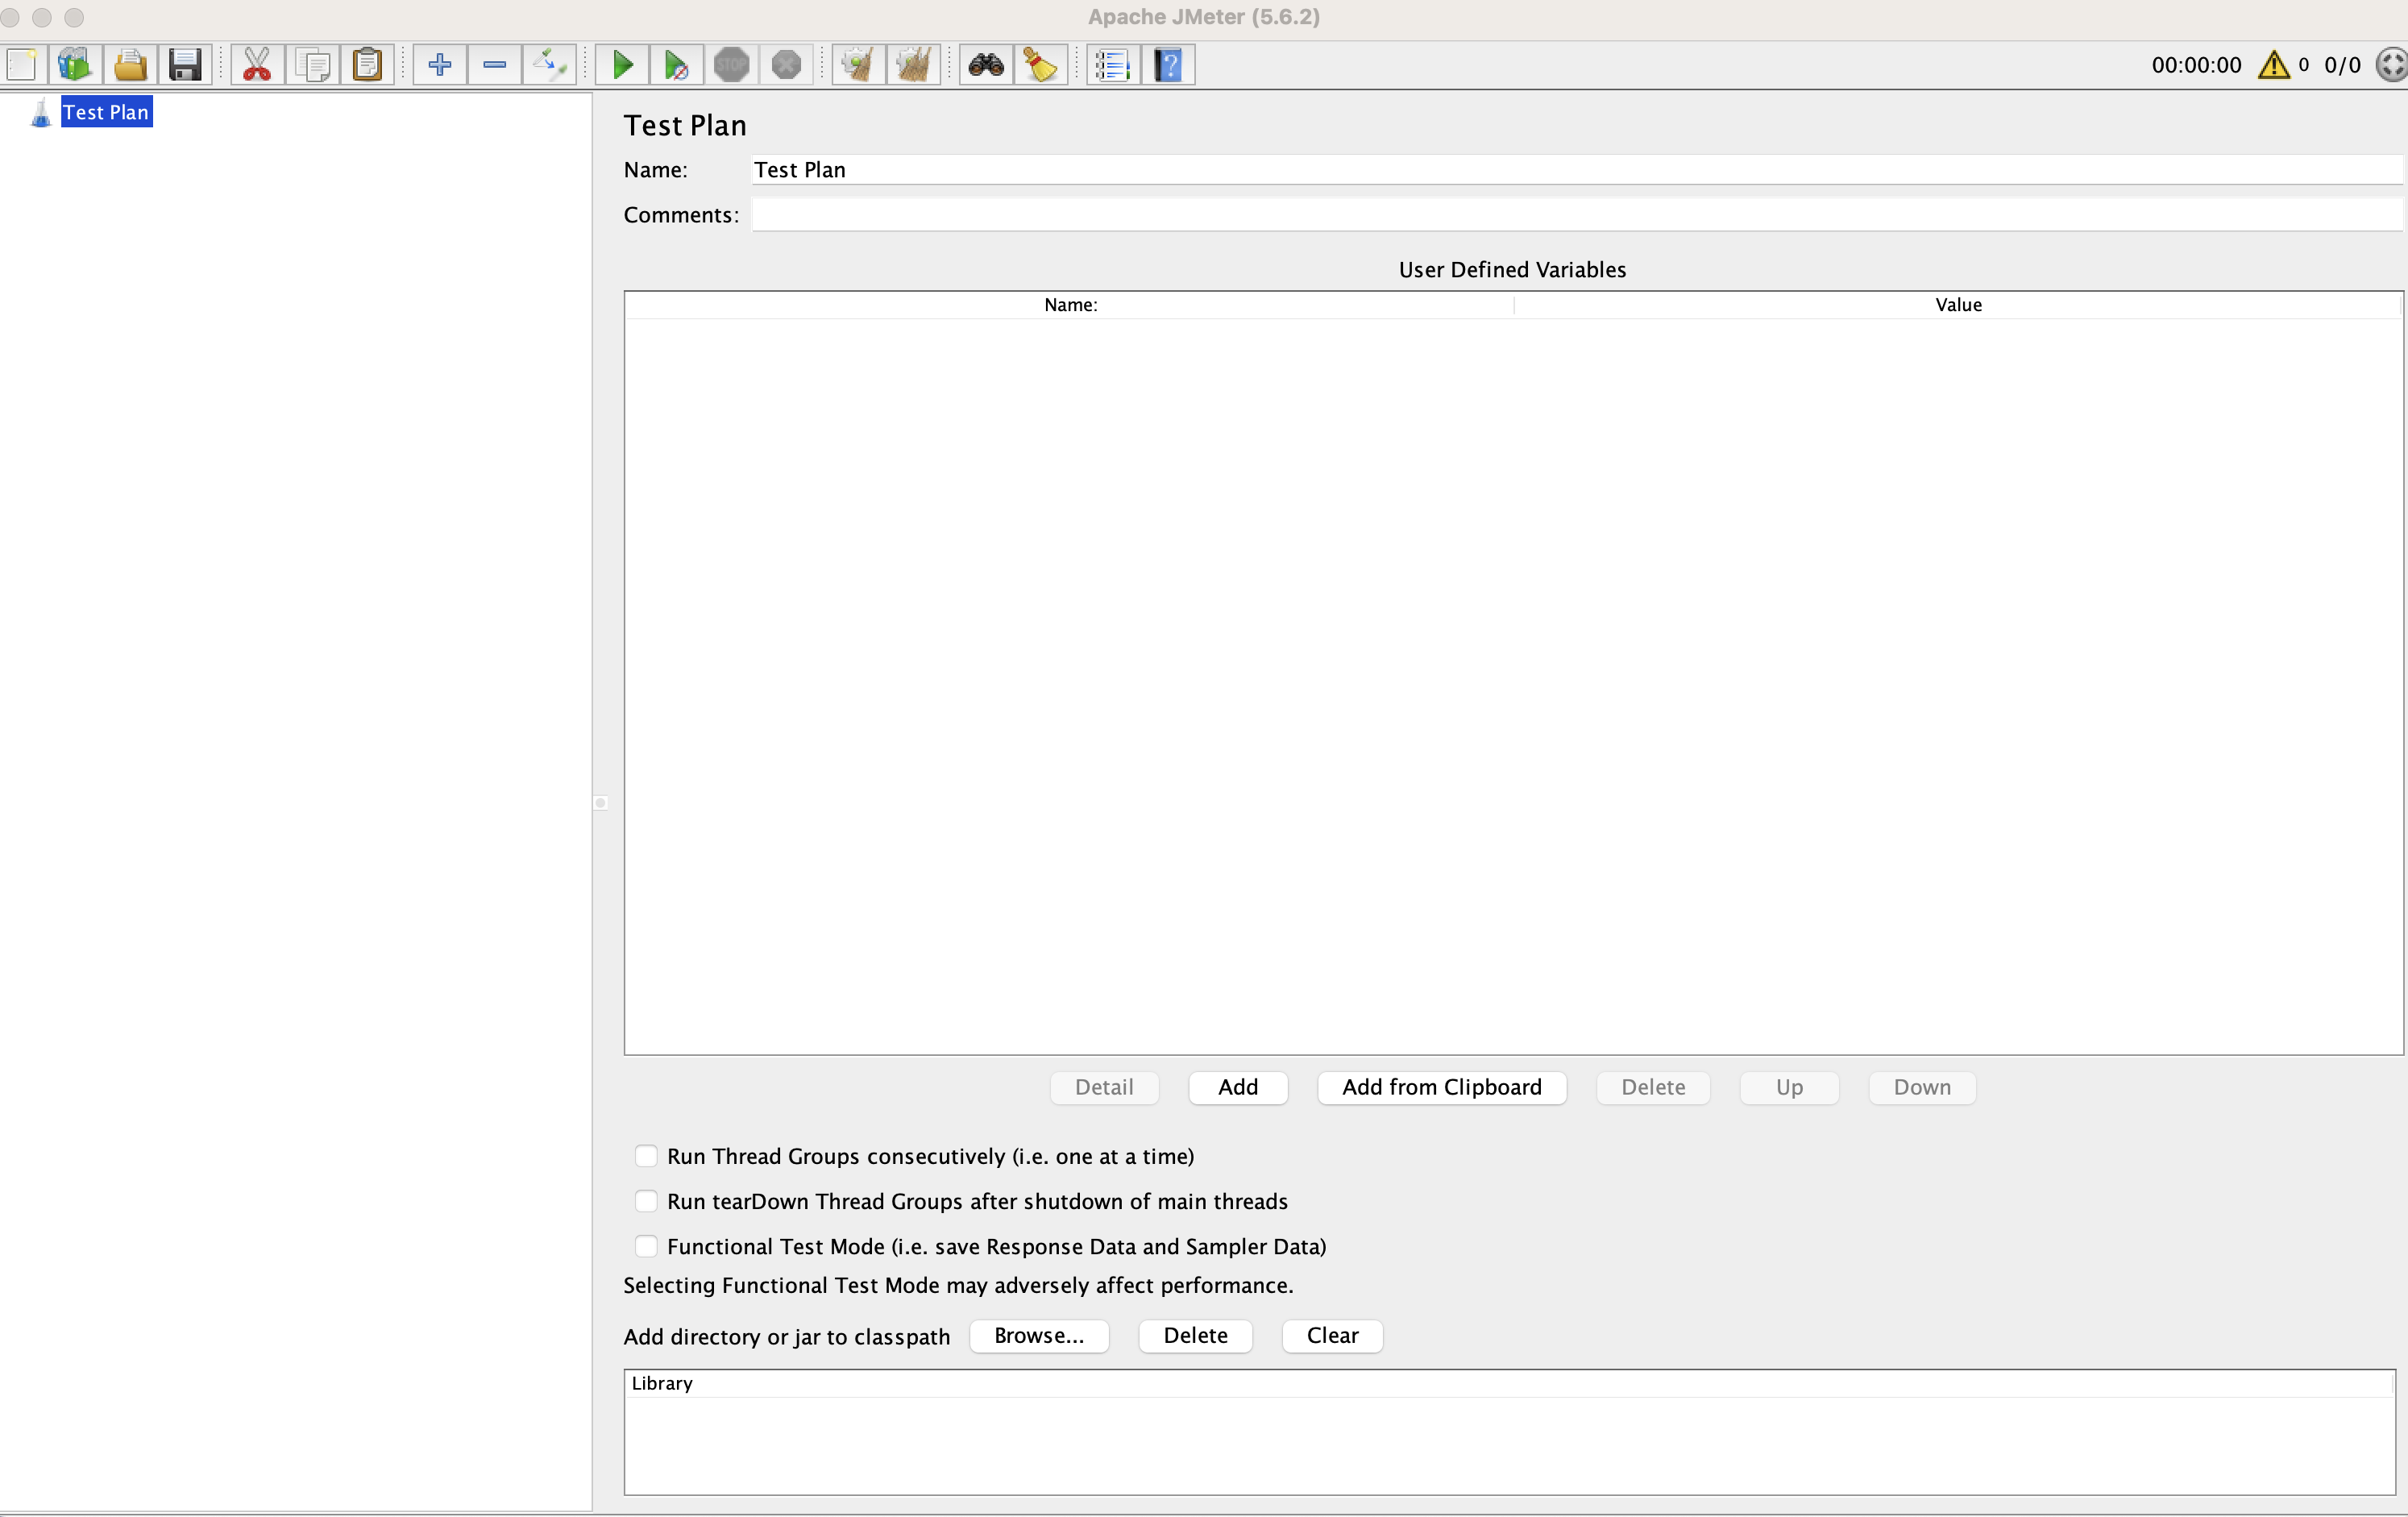 Apache JMeter (5.6.2)
STOP
?
00:00:00
0
0/0
Test Plan
Test Plan
Name:
Test Plan
Comments:
User Defined Variables
Name:
Value
Detail
Add
Add from Clipboard
Delete
Up
Down
Run Thread Groups consecutively (i.e. one at a time)
Run tearDown Thread Groups after shutdown of main threads
Functional Test Mode (i.e. save Response Data and Sampler Data)
Selecting Functional Test Mode may adversely affect performance.
Add directory or jar to classpath
Browse...
Delete
Clear
Library